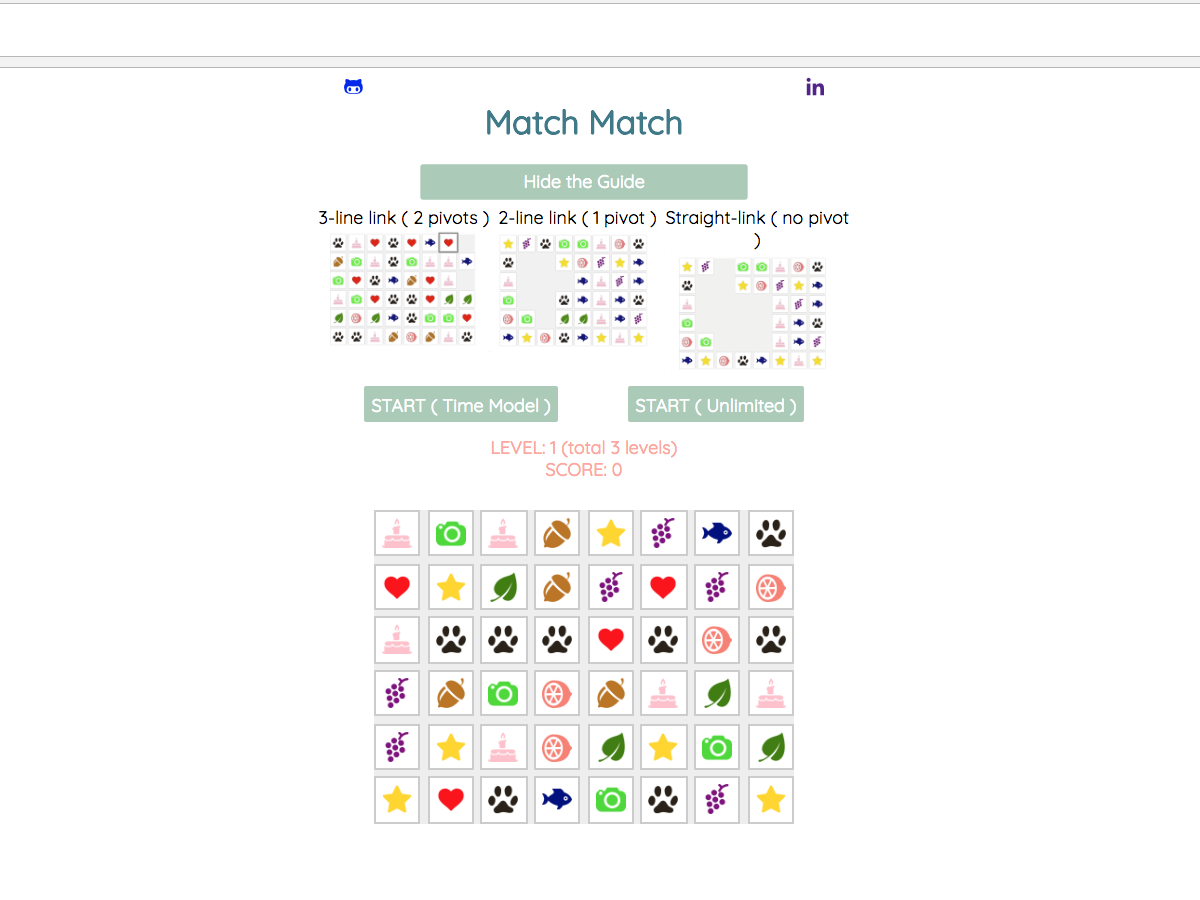 in
Match Match
Hide the Guide
3-line link ( 2 pivots )
2-line link ( 1 pivot )
Straight-link ( no pivot
)
START ( Time Model )
START ( Unlimited )
LEVEL: 1 (total 3 levels)
SCORE: 0